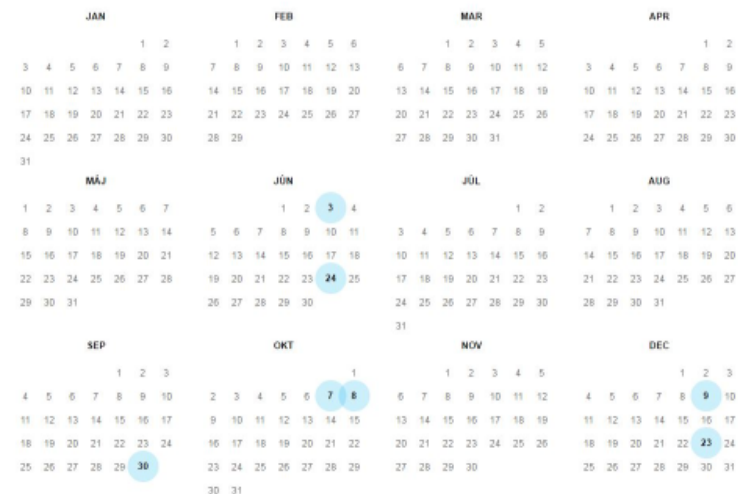 JAN
1 2
3 4 5 6 7 8 9
10 11 12 13 14 15 16
17 18 19 20 21 22 23
24 25 26 27 28 29 30
31
FEB
1 2 3 4 5 6
7 8 9 10 11 12 13
14 15 16 17 18 19 20
21 22 23 24 25 26 27
28 29
MAR
1 2 3 4 5
6 7 8 9 10 11 12
13 14 15 16 17 18 19
20 21 22 23 24 25 26
27 28 29 30 31
APR
1 2
3 4 5 6 7 8 9
10 11 12 13 14 15 16
17 18 19 20 21 22 23
24 25 26 27 28 29 30
MÁJ
1 2 3 4 5 6 7
8 9 10 11 12 13 14
15 16 17 18 19 20 21
22 23 24 25 26 27 28
29 30 31
JÚN
1 2 3 4
5 6 7 8 9 10 11
12 13 14 15 16 17 18
19 20 21 22 23 24 25
26 27 28 29 30
JÚL
1 2
3 4 5 6 7 8 9
10 11 12 13 14 15 16
17 18 19 20 21 22 23
24 25 26 27 28 29 30
31
AUG
1 2 3 4 5 6
7 8 9 10 11 12 13
14 15 16 17 18 19 20
21 22 23 24 25 26 27
28 29 30 31
SEP
1 2 3
4 5 6 7 8 9 10
11 12 13 14 15 16 17
18 19 20 21 22 23 24
25 26 27 28 29 30
OKT
1
2 3 4 5 6 7 8
9 10 11 12 13 14 15
16 17 18 19 20 21 22
23 24 25 26 27 28 29
30 31
NOV
1 2 3 4 5
6 7 8 9 10 11 12
13 14 15 16 17 18 19
20 21 22 23 24 25 26
27 28 29 30
DEC
1 2 3
4 5 6 7 8 9 10
11 12 13 14 15 16 17
18 19 20 21 22 23 24
25 26 27 28 29 30 31